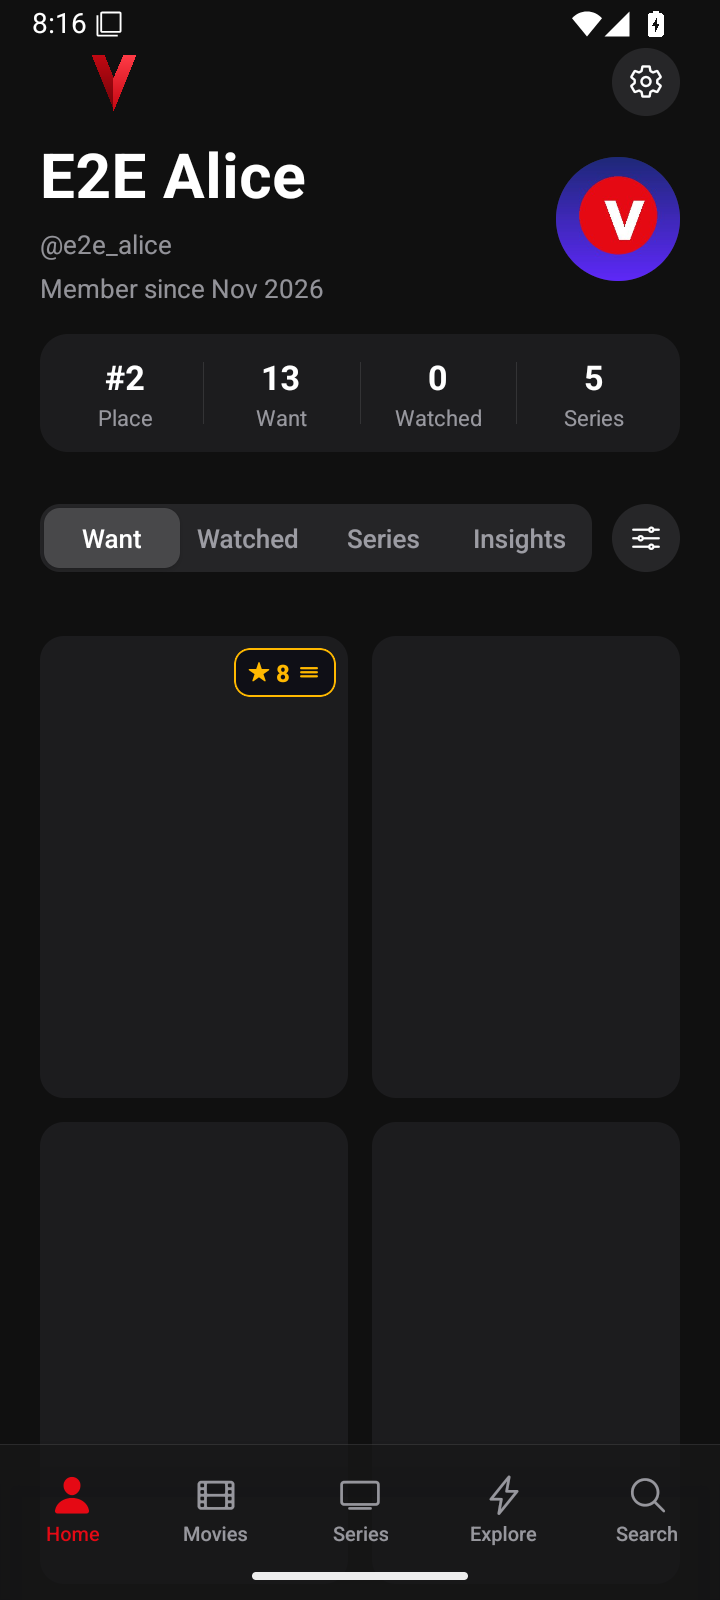 8:16
E2E Alice
@e2e_alice
Member since Nov 2026
#2 13 0 5
Place Want Watched Series
Want Watched Series Insights
8
Home Movies Series Explore Search